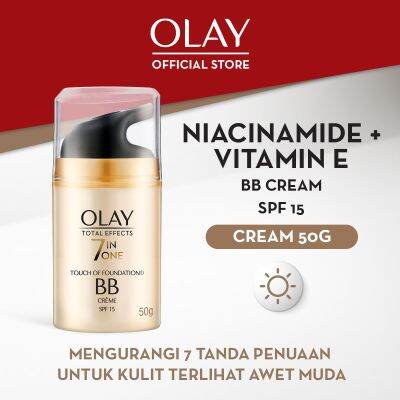 OLAY
OFFICIAL STORE
NIACINAMIDE +
VITAMIN E
BB CREAM
SPF 15
CREAM 50G
OLAY
TOTAL EFFECTS
7 IN
ONE
TOUCH OF FOUNDATION
BB
CRÈME
SPF 15
50g
MENGURANGI 7 TANDA PENUAAN
UNTUK KULIT TERLIHAT AWET MUDA